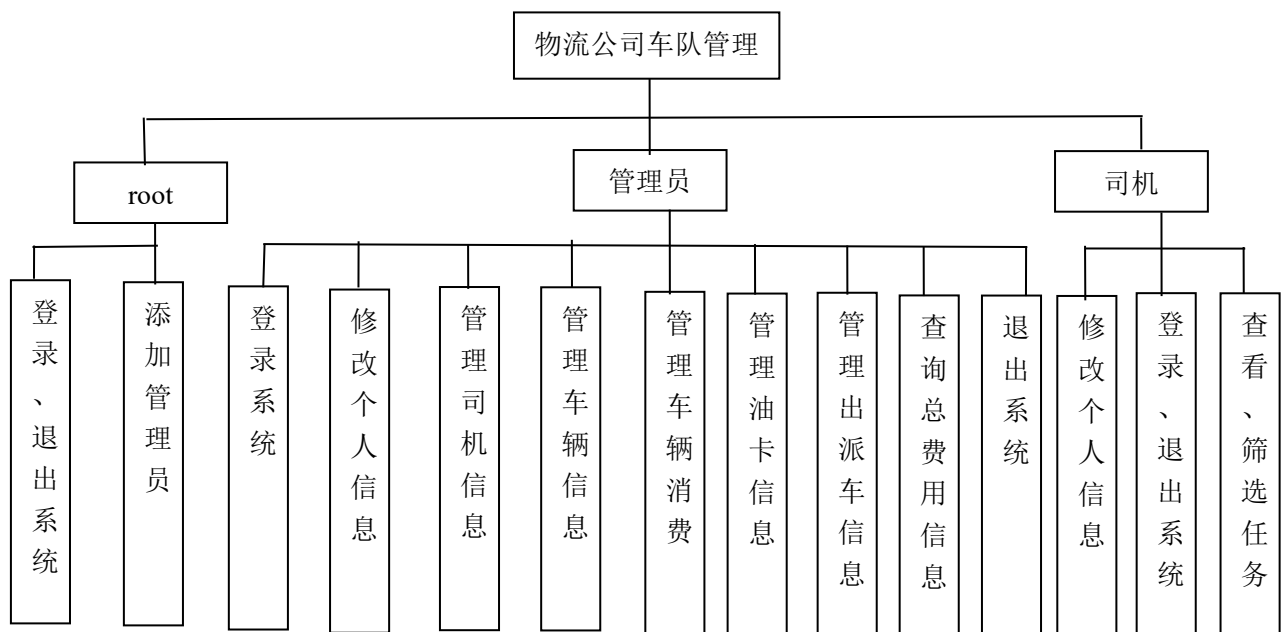 物流公司车队管理
root
管理员
司机
登录、退出系统
添加管理员
登录系统
修改个人信息
管理司机信息
管理车辆信息
管理车辆消费
管理油卡信息
管理出派车信息
查询总费用信息
退出系统
修改个人信息
登录、退出系统
查看、筛选任务